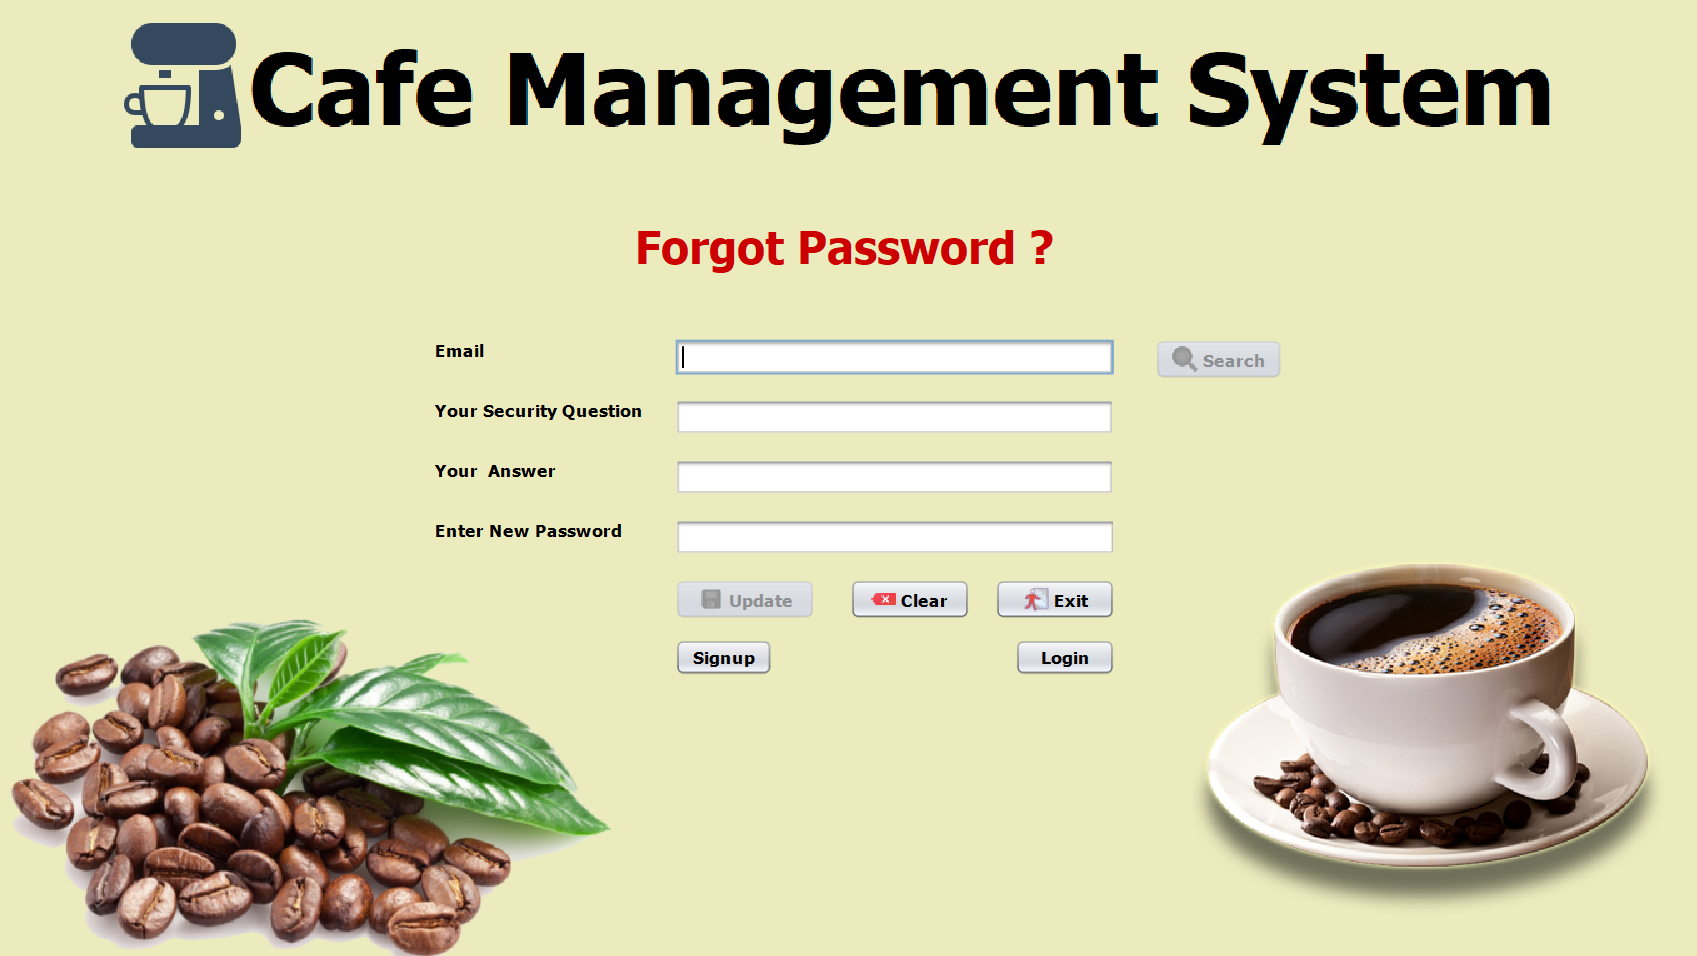 Cafe Management System
Forgot Password ?
Email
Search
Your Security Question
Your  Answer
Enter New Password
Update
Clear
Exit
Signup
Login